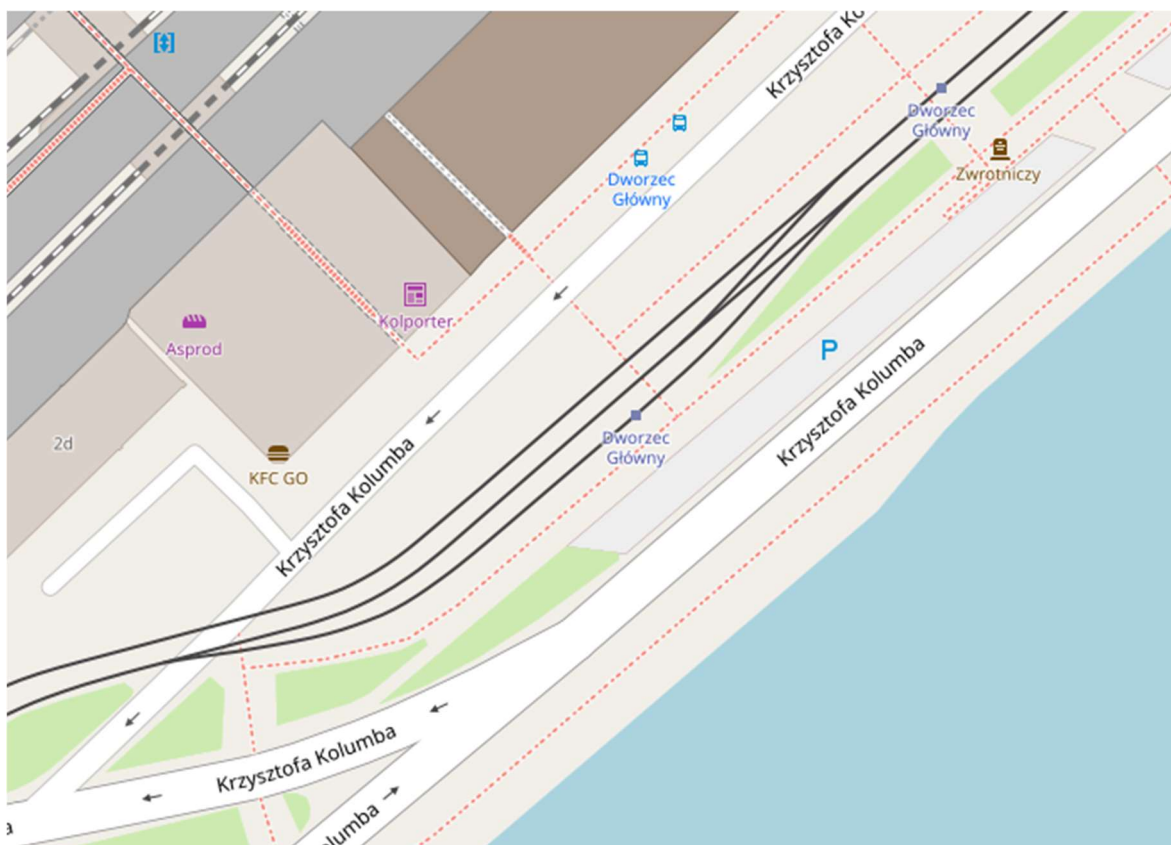 Krzysztofa Ko
Dworzec
Główny
Zwrotniczy
Dworzec
Główny
Kolporter
Asprod
P
Krzysztofa Kolumba
2d
Dworzec
Główny
KFC GO
Krzysztofa Kolumba
Krzysztofa Kolumba
a
olumba